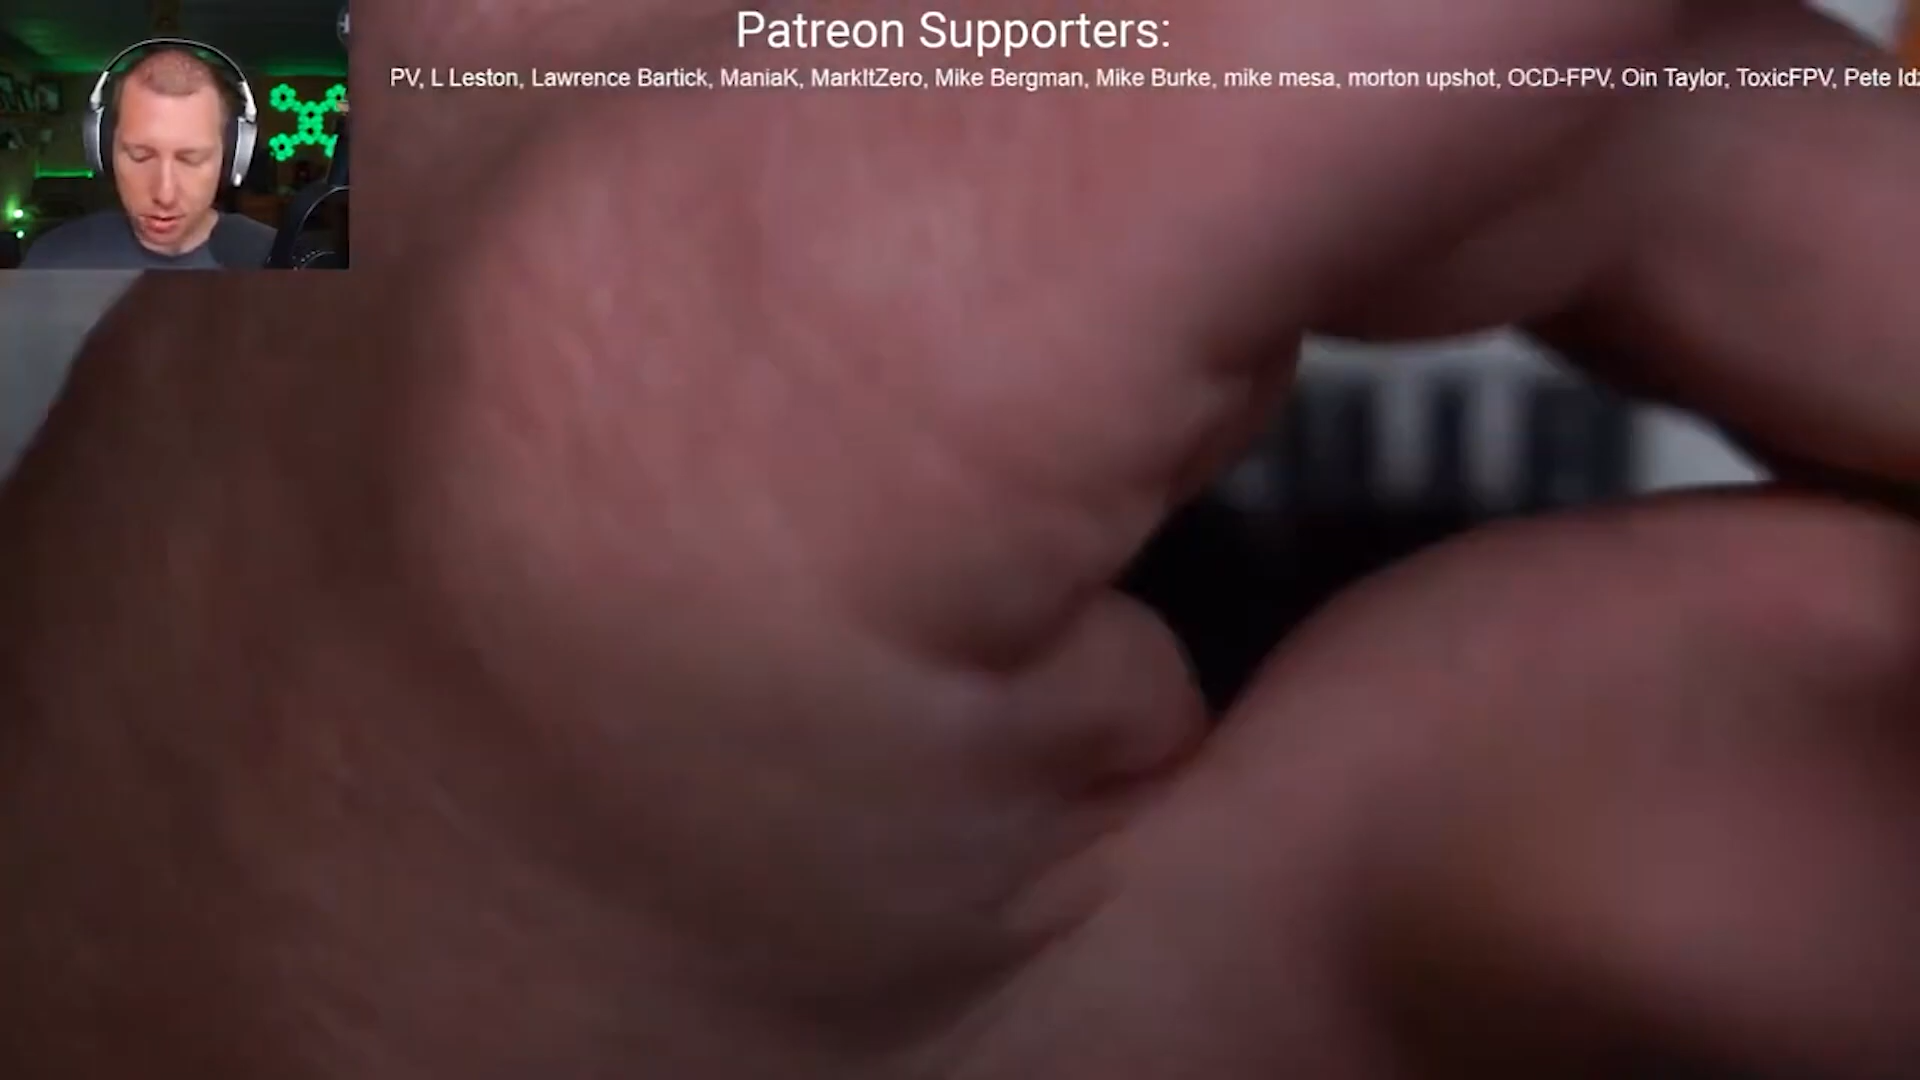 Patreon Supporters:
PV, L Leston, Lawrence Bartick, ManiaK, MarkItZero, Mike Bergman, Mike Burke, mike mesa, morton upshot, OCD-FPV, Oin Taylor, ToxicFPV, Pete